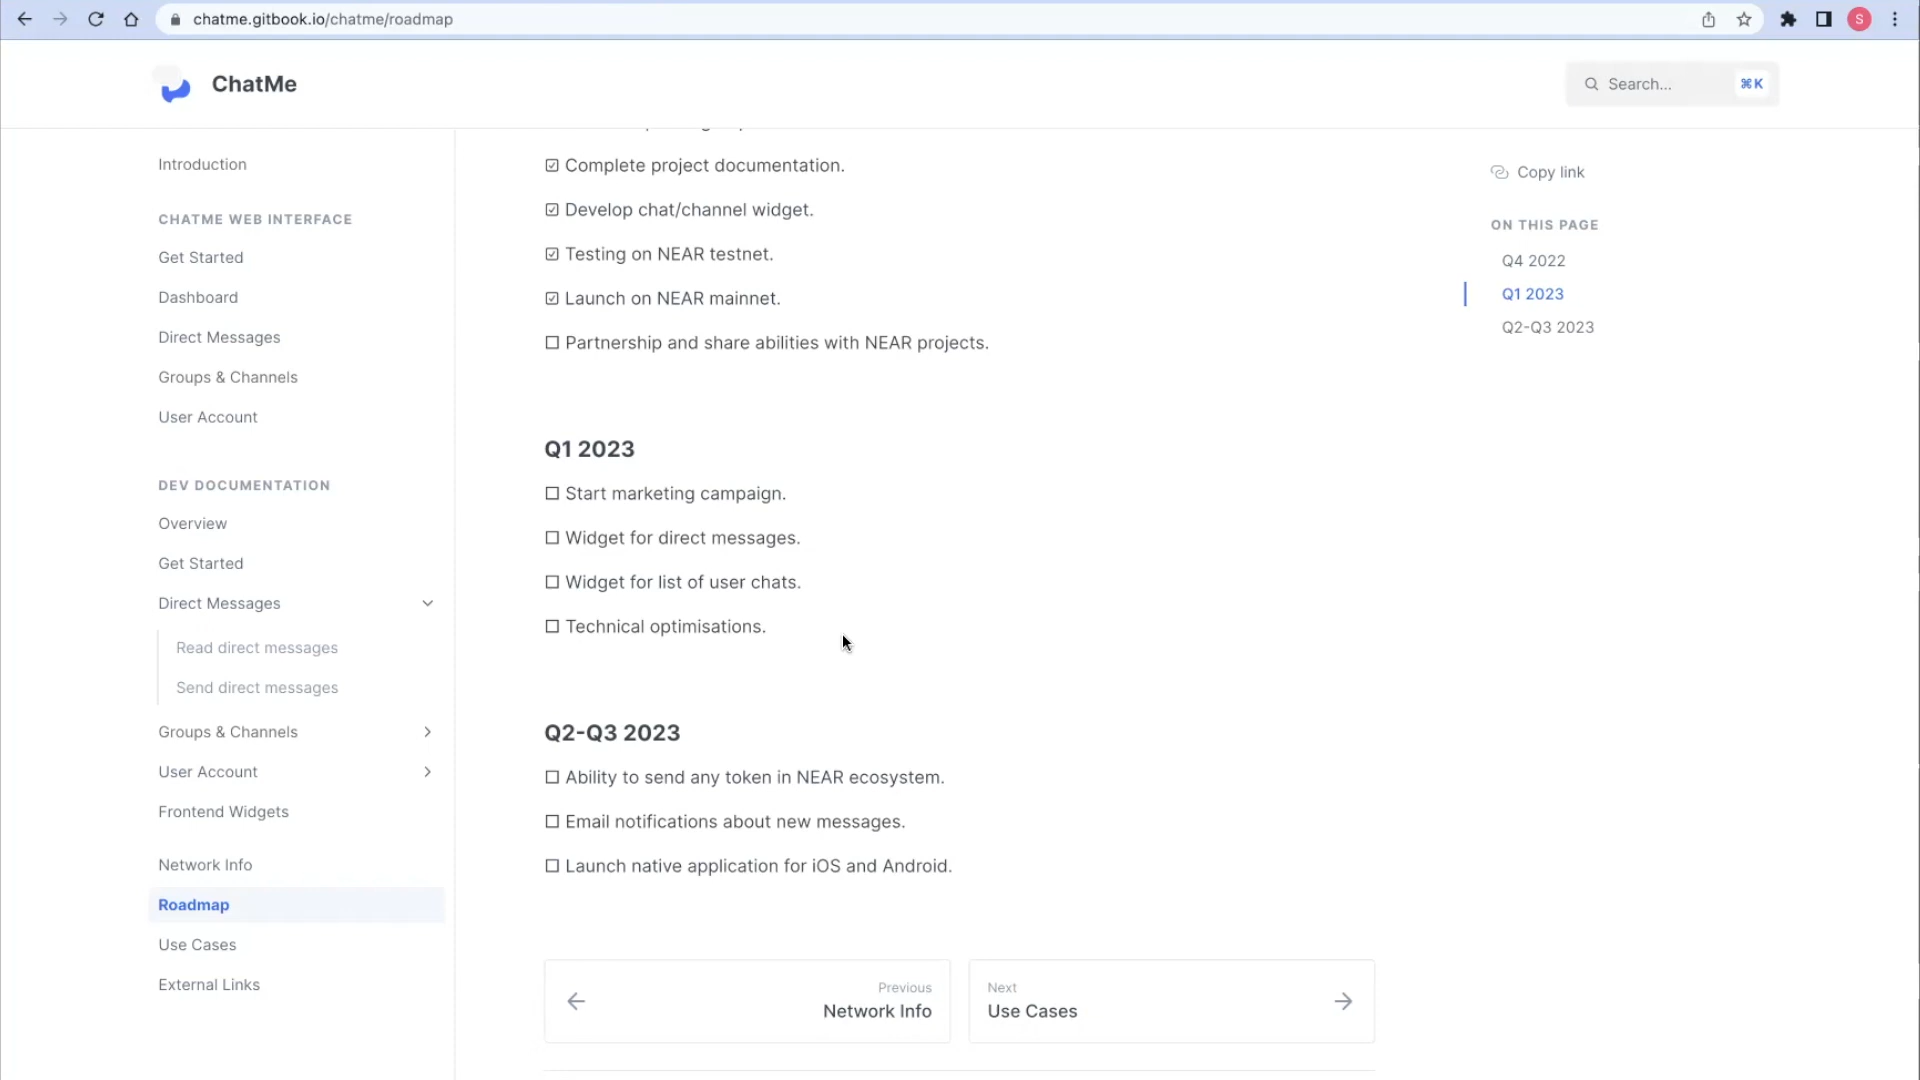 chatme.gitbook.io/chatme/roadmap
S
ChatMe
Search...
⌘K
Introduction
CHATME WEB INTERFACE
Get Started
Dashboard
Direct Messages
Groups & Channels
User Account
DEV DOCUMENTATION
Overview
Get Started
Direct Messages
Read direct messages
Send direct messages
Groups & Channels
User Account
Frontend Widgets
Network Info
Roadmap
Use Cases
External Links
Complete project documentation.
Develop chat/channel widget.
Testing on NEAR testnet.
Launch on NEAR mainnet.
Partnership and share abilities with NEAR projects.
Q1 2023
Start marketing campaign.
Widget for direct messages.
Widget for list of user chats.
Technical optimisations.
Q2-Q3 2023
Ability to send any token in NEAR ecosystem.
Email notifications about new messages.
Launch native application for iOS and Android.
Previous
Network Info
Next
Use Cases
Copy link
ON THIS PAGE
Q4 2022
Q1 2023
Q2-Q3 2023